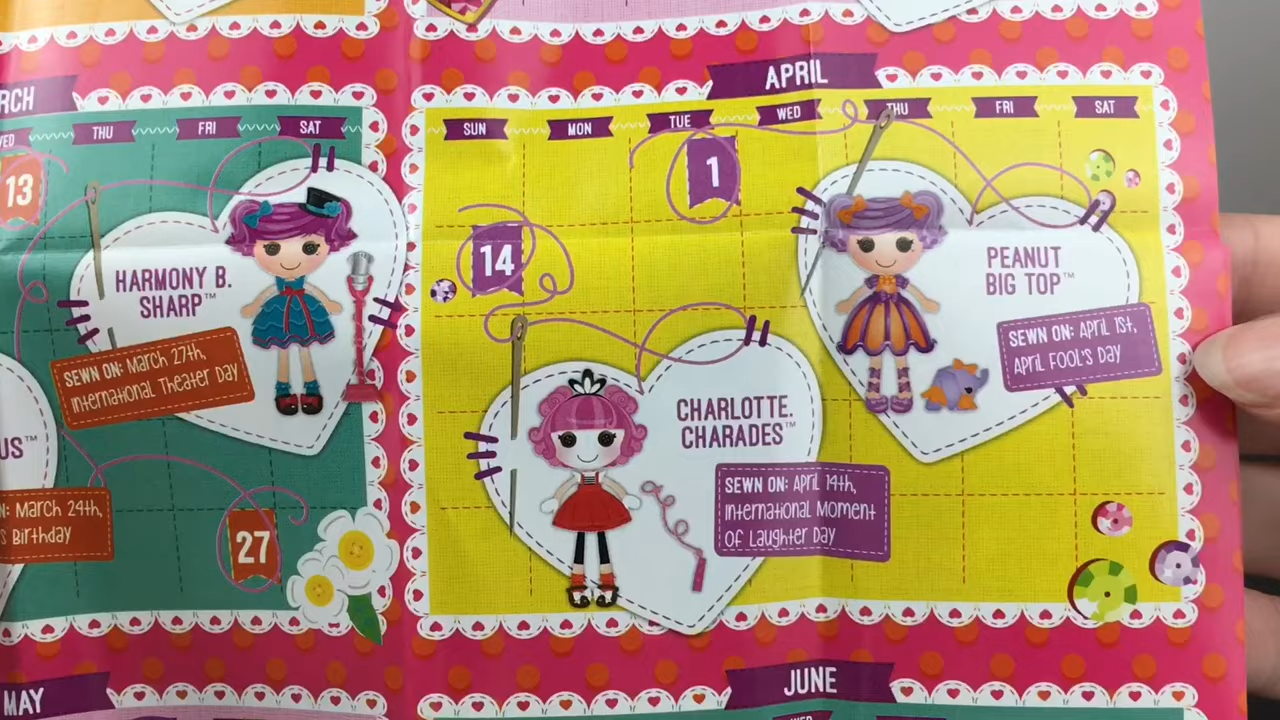 RCH
THU FRI SAT
13
HARMONY B.
SHARP™
SEWN ON: March 27th,
International Theater Day
US™
N: March 24th,
s Birthday
27
APRIL
SUN MON TUE WED THU FRI SAT
1
14
PEANUT
BIG TOP™
SEWN ON: April 1st,
April Fool's Day
CHARLOTTE.
CHARADES™
SEWN ON: April 14th,
International Moment
Of Laughter Day
MAY
JUNE